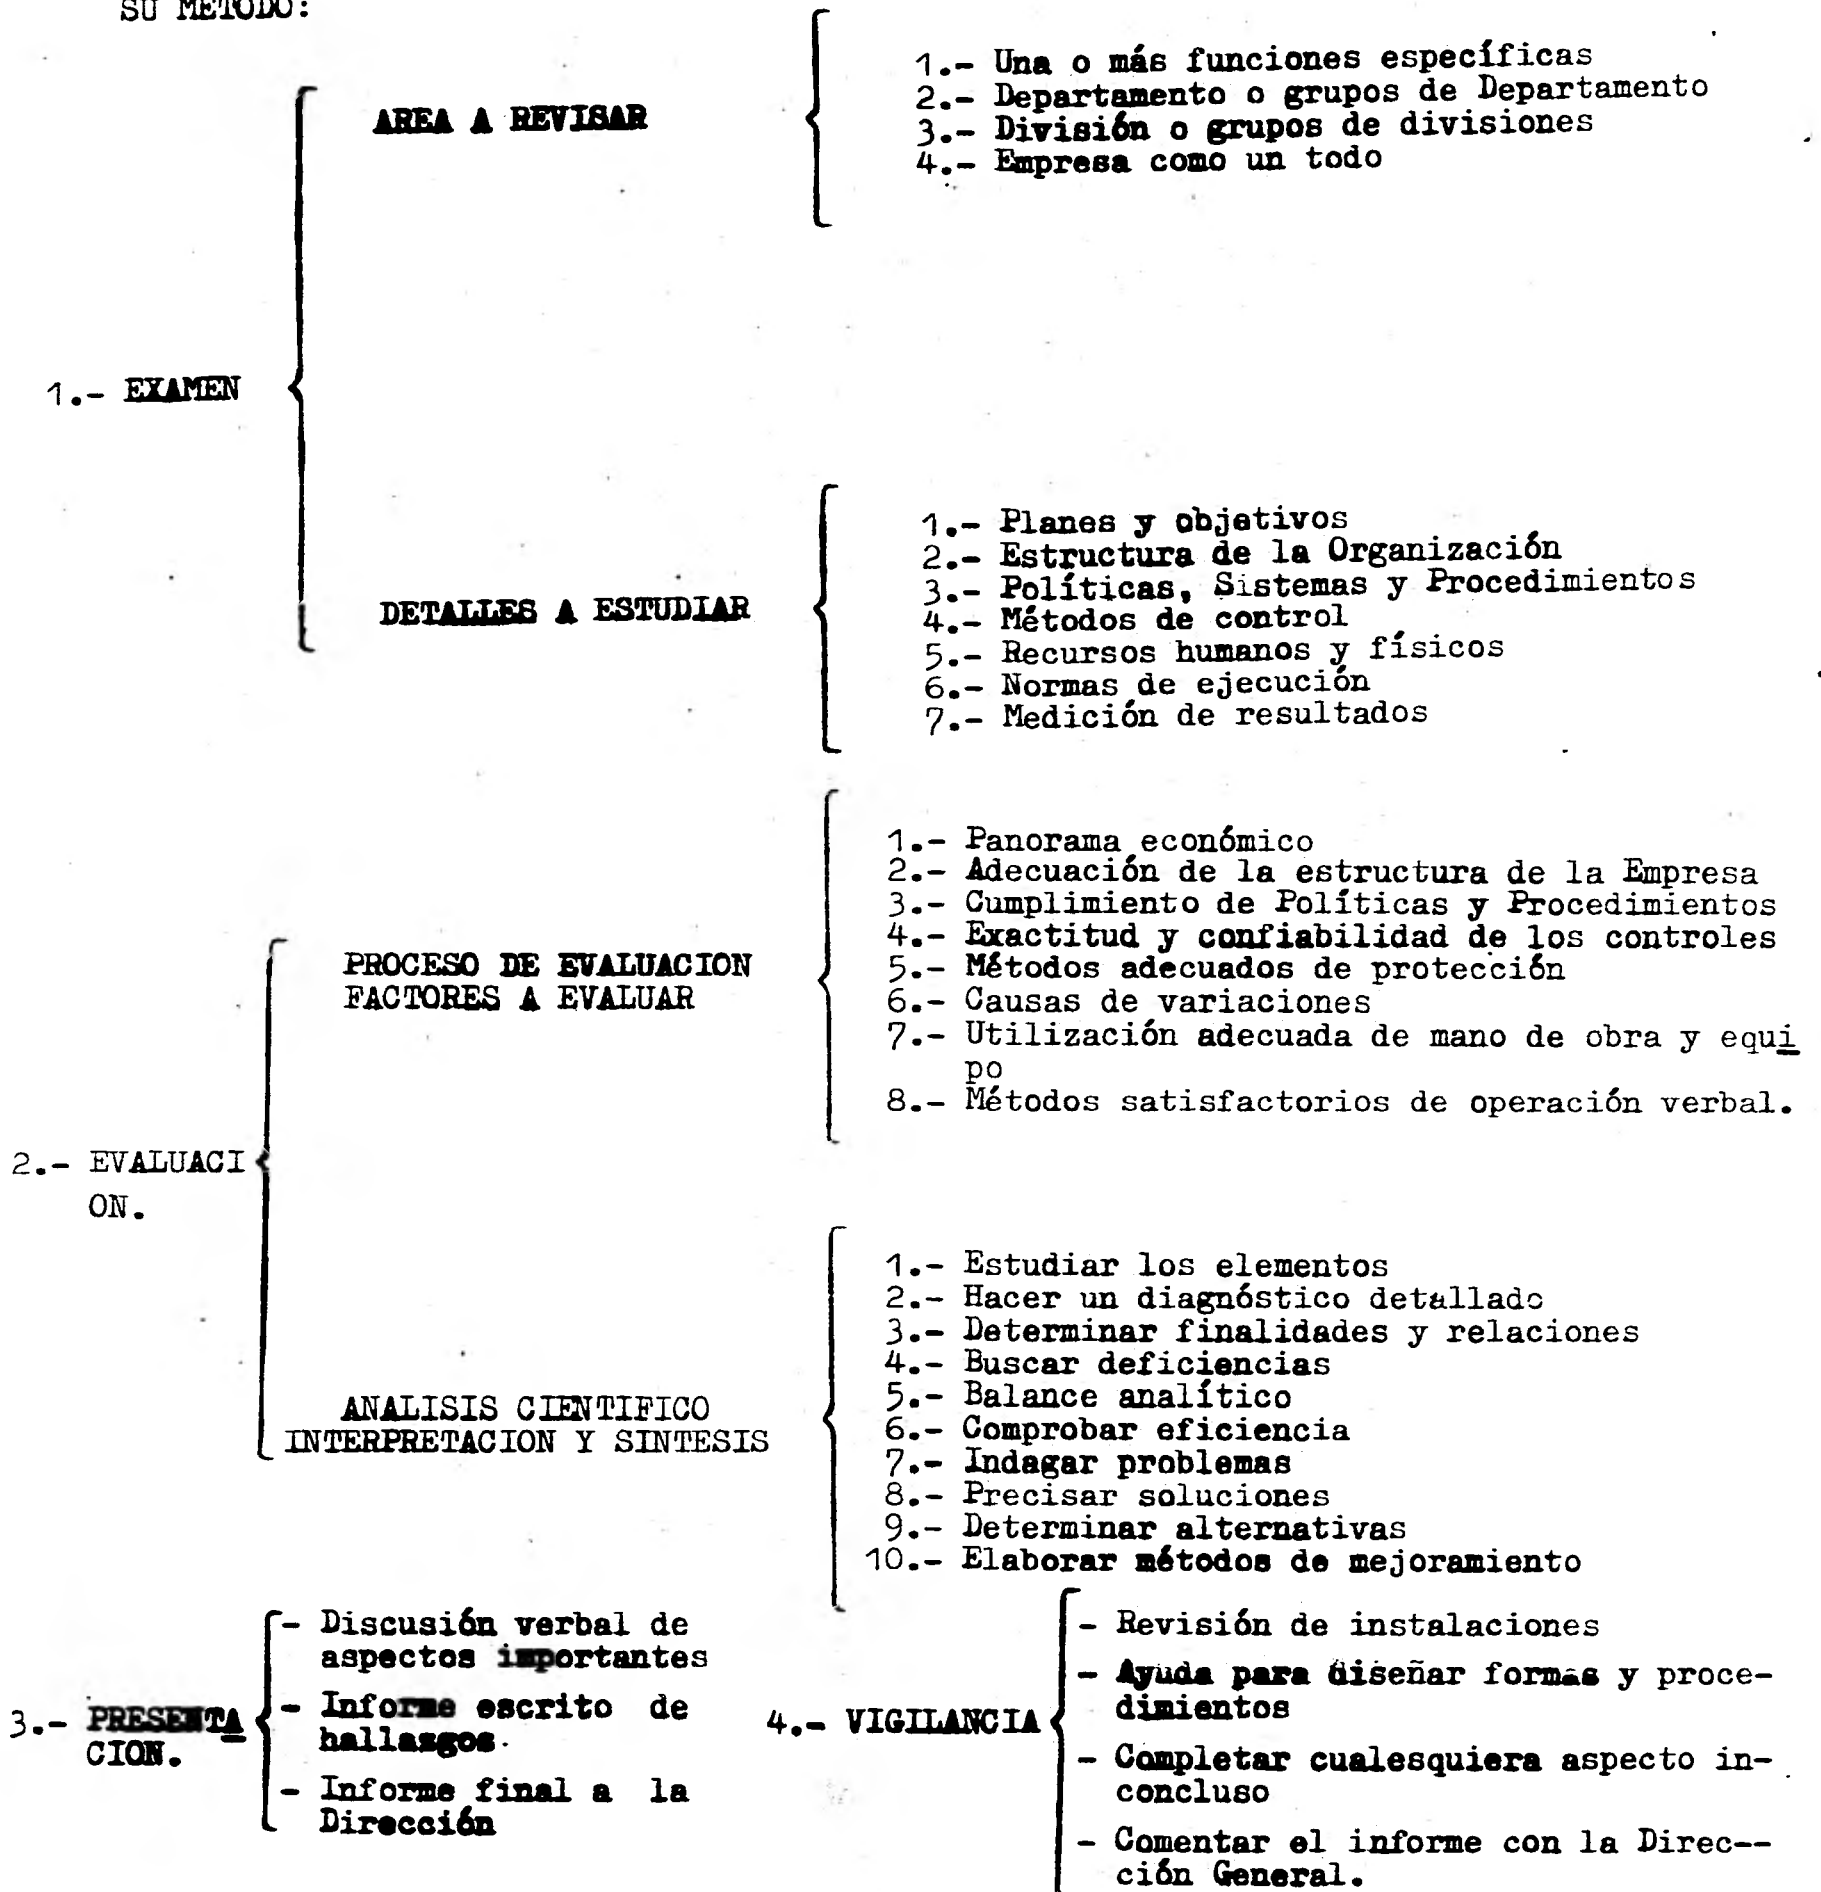 SU METODO:
1.- EXAMEN
AREA A REVISAR
1.- Una o más funciones específicas
2.- Departamento o grupos de Departamento
3.- División o grupos de divisiones
4.- Empresa como un todo
DETALLES A ESTUDIAR
1.- Planes y objetivos
2.- Estructura de la Organización
3.- Políticas, Sistemas y Procedimientos
4.- Métodos de control
5.- Recursos humanos y físicos
6.- Normas de ejecución
7.- Medición de resultados
2.- EVALUACI
ON.
PROCESO DE EVALUACION
FACTORES A EVALUAR
1.- Panorama económico
2.- Adecuación de la estructura de la Empresa
3.- Cumplimiento de Políticas y Procedimientos
4.- Exactitud y confiabilidad de los controles
5.- Métodos adecuados de protección
6.- Causas de variaciones
7.- Utilización adecuada de mano de obra y equi
po
8.- Métodos satisfactorios de operación verbal.
ANALISIS CIENTIFICO
INTERPRETACION Y SINTESIS
1.- Estudiar los elementos
2.- Hacer un diagnóstico detallado
3.- Determinar finalidades y relaciones
4.- Buscar deficiencias
5.- Balance analítico
6.- Comprobar eficiencia
7.- Indagar problemas
8.- Precisar soluciones
9.- Determinar alternativas
10.- Elaborar métodos de mejoramiento
3.- PRESENTA
CION.
- Discusión verbal de
aspectos importantes
- Informe escrito de
hallazgos.
- Informe final a la
Dirección
4.- VIGILANCIA
- Revisión de instalaciones
- Ayuda para diseñar formas y proce-
dimientos
- Completar cualesquiera aspecto in-
concluso
- Comentar el informe con la Direc--
ción General.